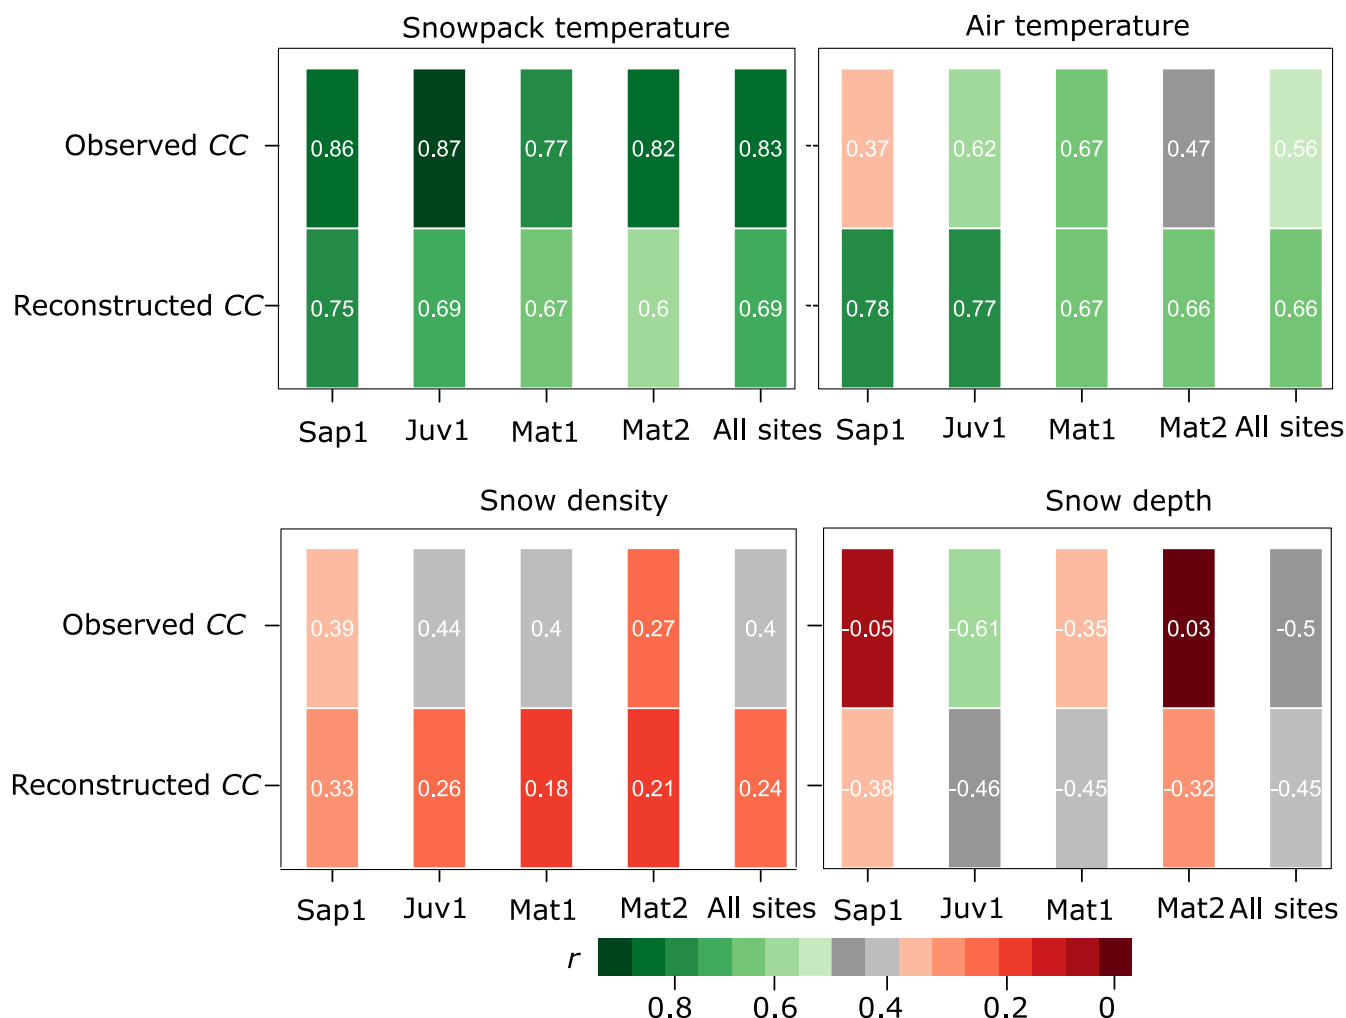 Snowpack temperature Air temperature
Observed CC 0.86 0.87 0.77 0.82 0.83 0.37 0.62 0.67 0.47 0.56
Reconstructed CC 0.75 0.69 0.67 0.6 0.69 0.78 0.77 0.67 0.66 0.66
Sap1 Juv1 Mat1 Mat2 All sites Sap1 Juv1 Mat1 Mat2 All sites
Snow density Snow depth
Observed CC 0.39 0.44 0.4 0.27 0.4 -0.05 -0.61 -0.35 0.03 -0.5
Reconstructed CC 0.33 0.26 0.18 0.21 0.24 -0.38 -0.46 -0.45 -0.32 -0.45
Sap1 Juv1 Mat1 Mat2 All sites Sap1 Juv1 Mat1 Mat2 All sites
r
0.8 0.6 0.4 0.2 0